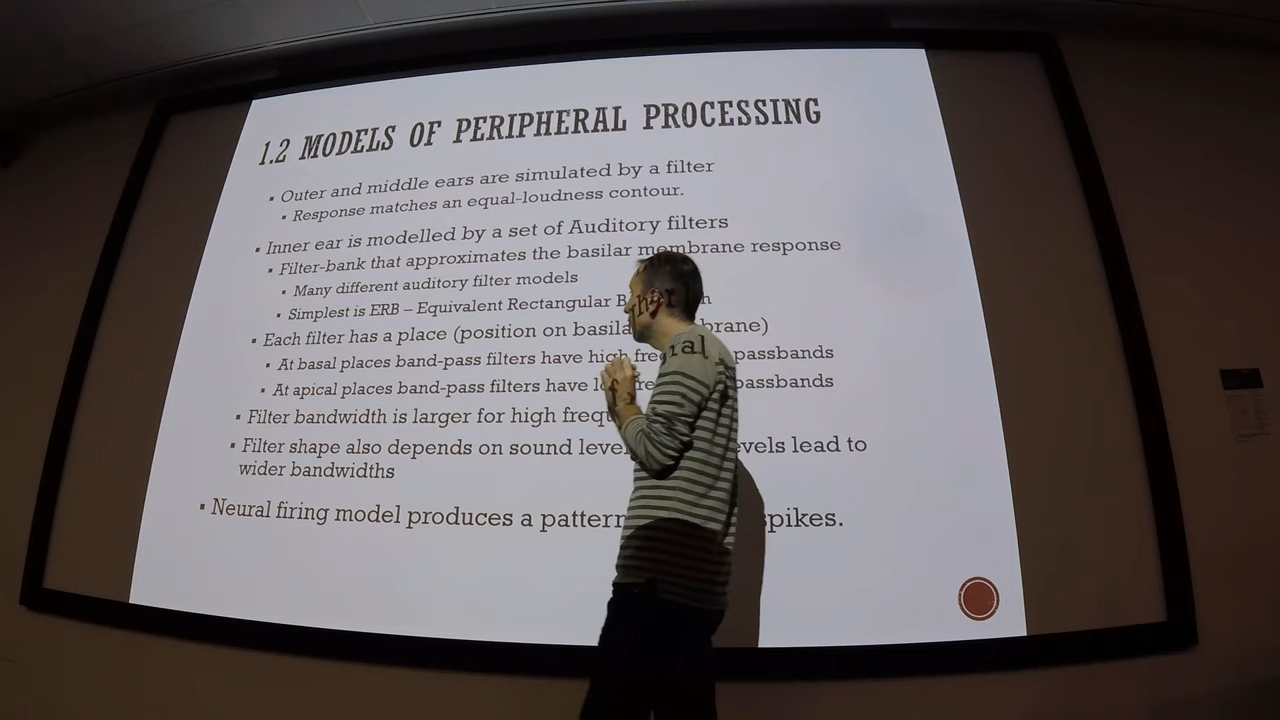 1.2 MODELS OF PERIPHERAL PROCESSING
▪ Outer and middle ears are simulated by a filter
▪ Response matches an equal-loudness contour.
▪ Inner ear is modelled by a set of Auditory filters
▪ Filter-bank that approximates the basilar membrane response
▪ Many different auditory filter models
▪ Simplest is ERB – Equivalent Rectangular
▪ Each filter has a place (position on
▪ At basal places band-pass filters have high passbands
▪ At apical places band-pass filters have passbands
▪ Filter bandwidth is larger for high
▪ Filter shape also depends on sound lead to
wider bandwidths
▪ Neural firing model produces a pattern spikes.